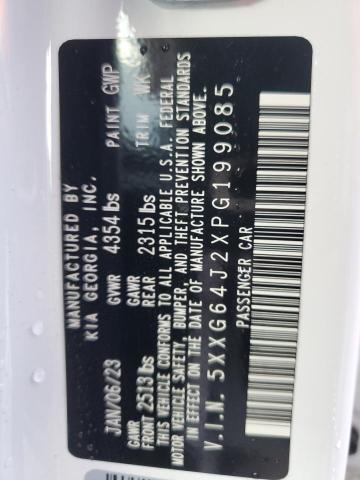 MANUFACTURED BY
KIA GEORGIA, INC.
PAINT GWP
JAN/06/23 GVWR 4354 lbs
TRIM WK
GAWR FRONT 2513 lbs GAWR REAR 2315 lbs
THIS VEHICLE CONFORMS TO ALL APPLICABLE U.S.A. FEDERAL
MOTOR VEHICLE SAFETY, BUMPER, AND THEFT PREVENTION STANDARDS
IN EFFECT ON THE DATE OF MANUFACTURE SHOWN ABOVE.
V.I.N. 5XXG64J2XPG199085
PASSENGER CAR